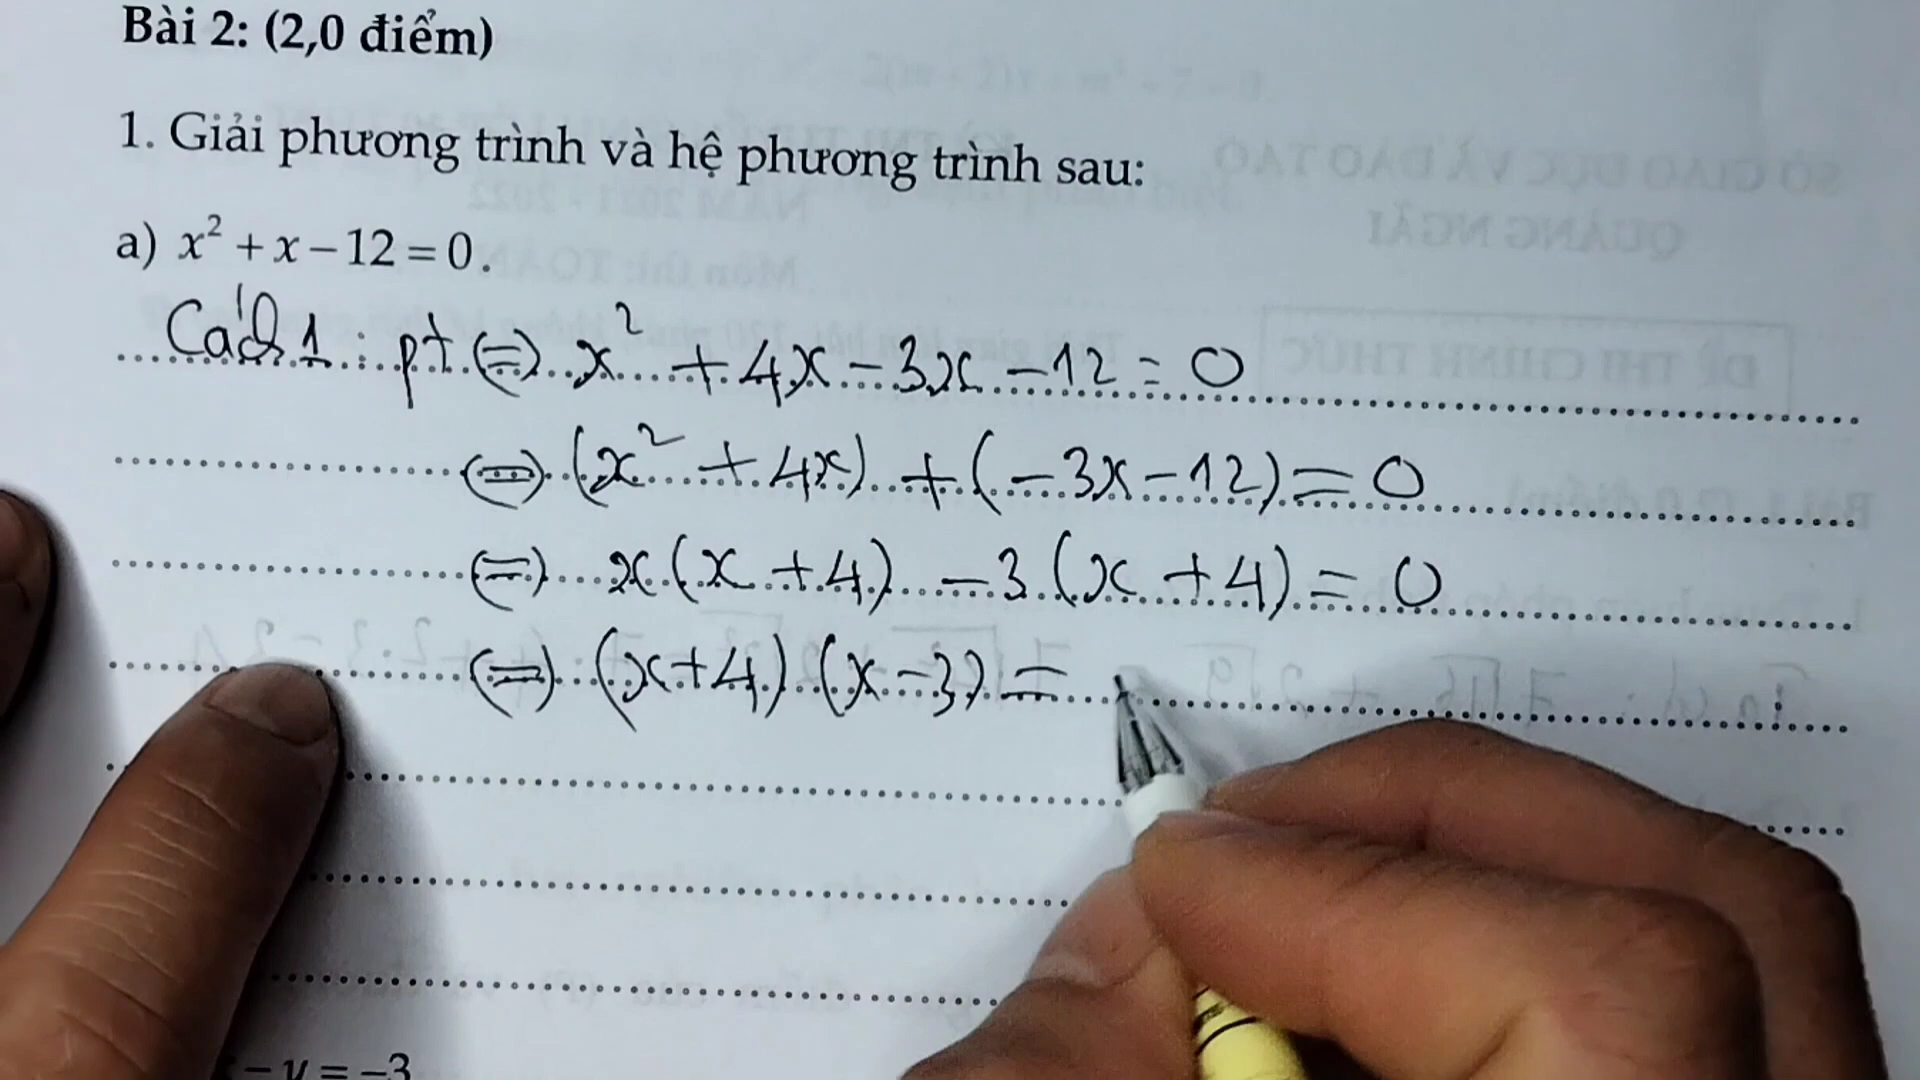 Bài 2: (2,0 điểm)
1. Giải phương trình và hệ phương trình sau:
a) x² + x − 12 = 0.
Cách 1 : pt ⇔ x² + 4x − 3x − 12 = 0
⇔ (x² + 4x) + (−3x − 12) = 0
⇔ x(x + 4) − 3(x + 4) = 0
⇔ (x + 4)(x − 3) =
− y = −3